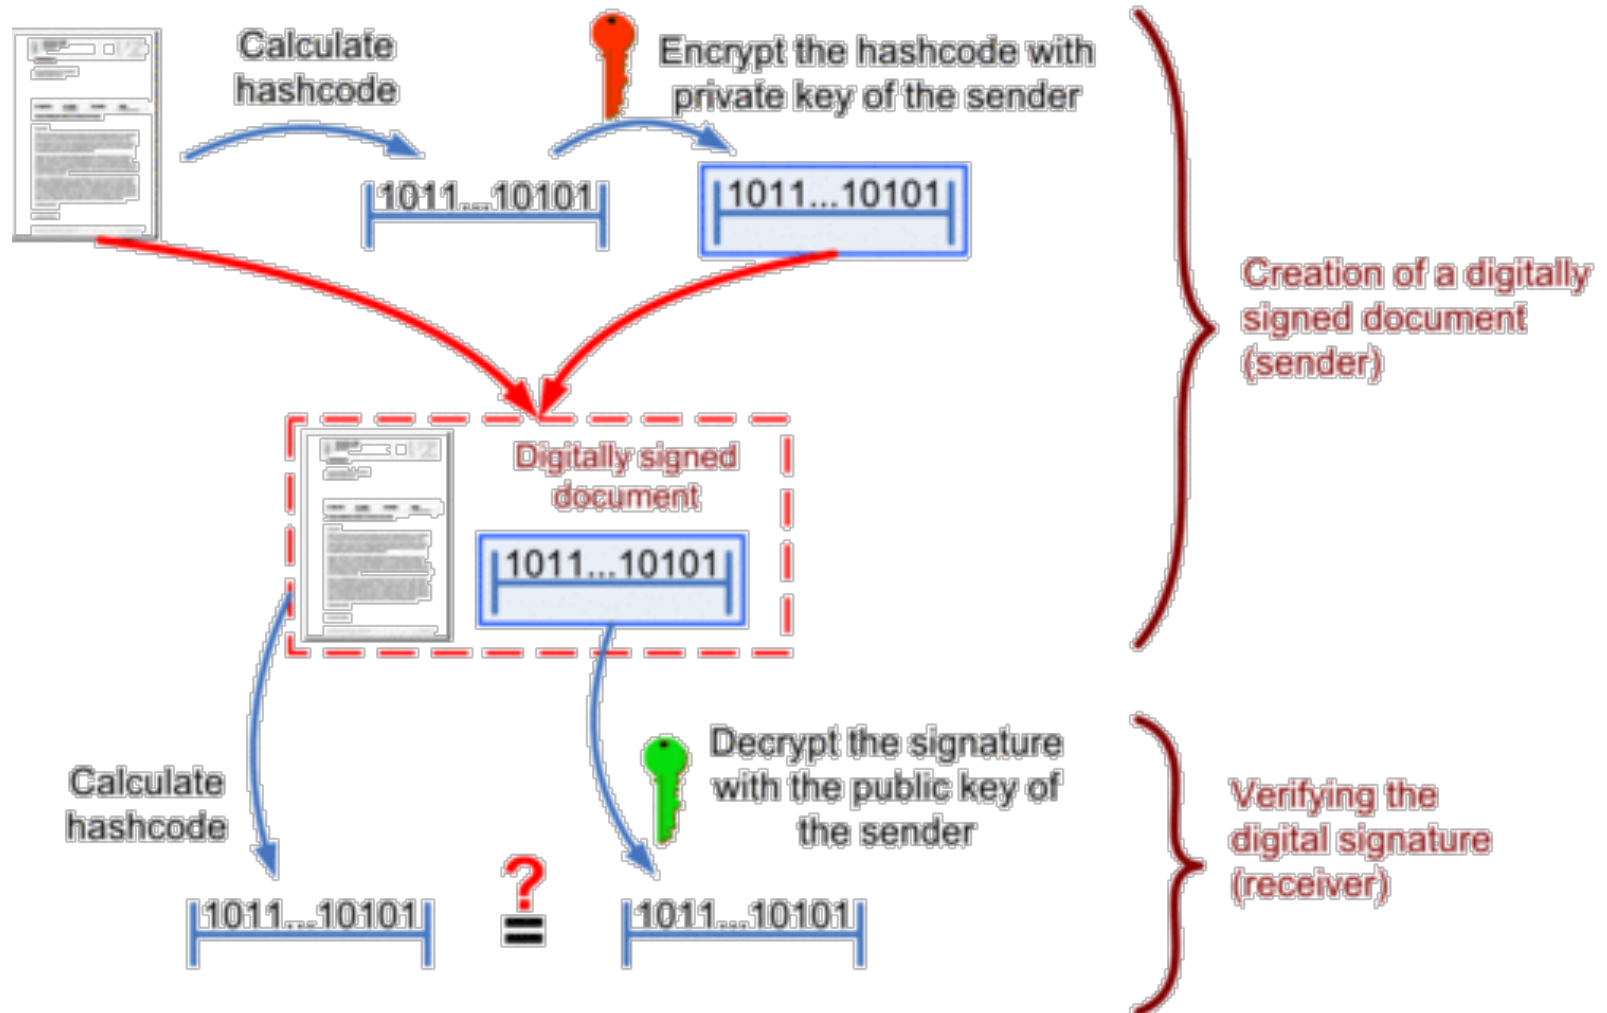 Calculate
hashcode
Encrypt the hashcode with
private key of the sender
1011...10101
1011...10101
Creation of a digitally
signed document
(sender)
Digitally signed
document
1011...10101
Decrypt the signature
with the public key of
the sender
Calculate
hashcode
Verifying the
digital signature
(receiver)
?
=
1011...10101
1011...10101